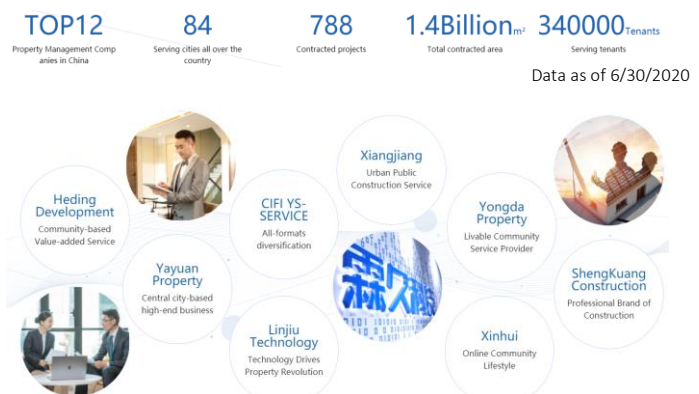 TOP12
84
788
1.4Billion m²
340000 Tenants
Property Management Comp
anies in China
Serving cities all over the
country
Contracted projects
Total contracted area
Serving tenants
Data as of 6/30/2020
Heding
Development
Community-based
Value-added Service
Yayuan
Property
Central city-based
high-end business
CIFI YS-
SERVICE
All-formats
diversification
Linjiu
Technology
Technology Drives
Property Revolution
Xiangjiang
Urban Public
Construction Service
霖久科技
Yongda
Property
Livable Community
Service Provider
Xinhui
Online Community
Lifestyle
ShengKuang
Construction
Professional Brand of
Construction